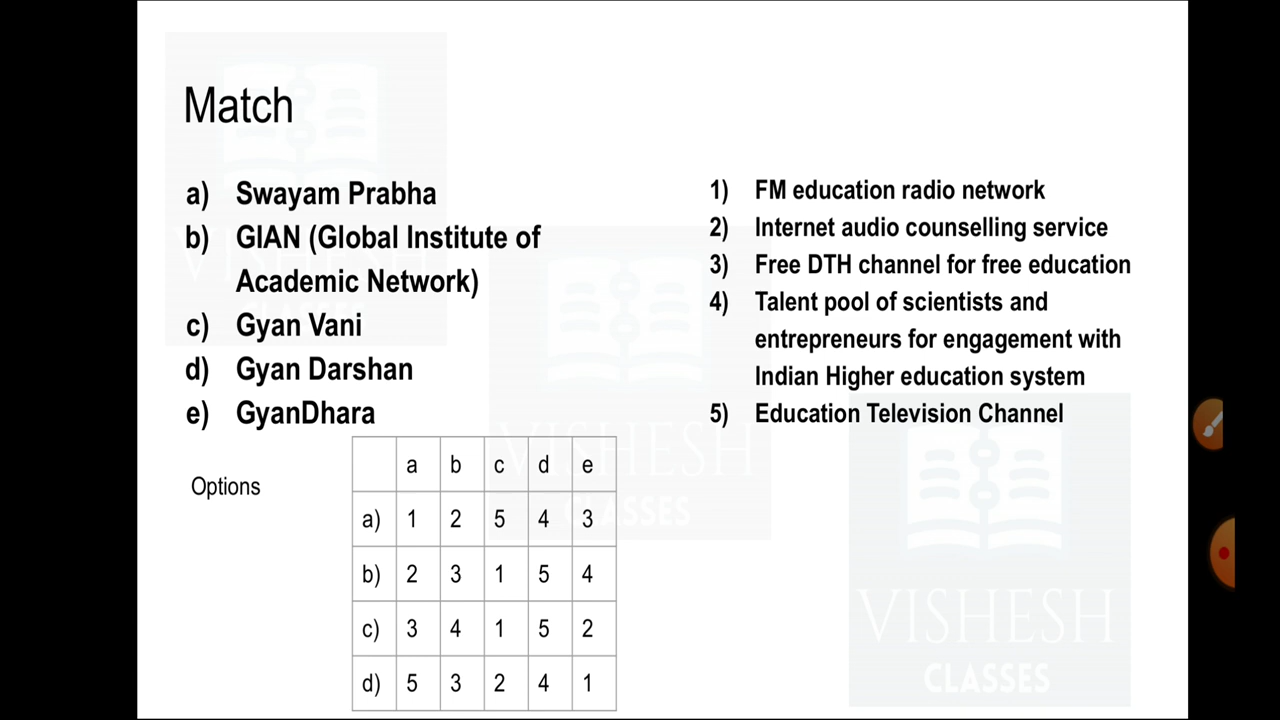 Match
a) Swayam Prabha
b) GIAN (Global Institute of
Academic Network)
c) Gyan Vani
d) Gyan Darshan
e) GyanDhara
1) FM education radio network
2) Internet audio counselling service
3) Free DTH channel for free education
4) Talent pool of scientists and
entrepreneurs for engagement with
Indian Higher education system
5) Education Television Channel
Options
a b c d e
a) 1 2 5 4 3
b) 2 3 1 5 4
c) 3 4 1 5 2
d) 5 3 2 4 1
VISHESH
CLASSES
VISHESH
CLASSES